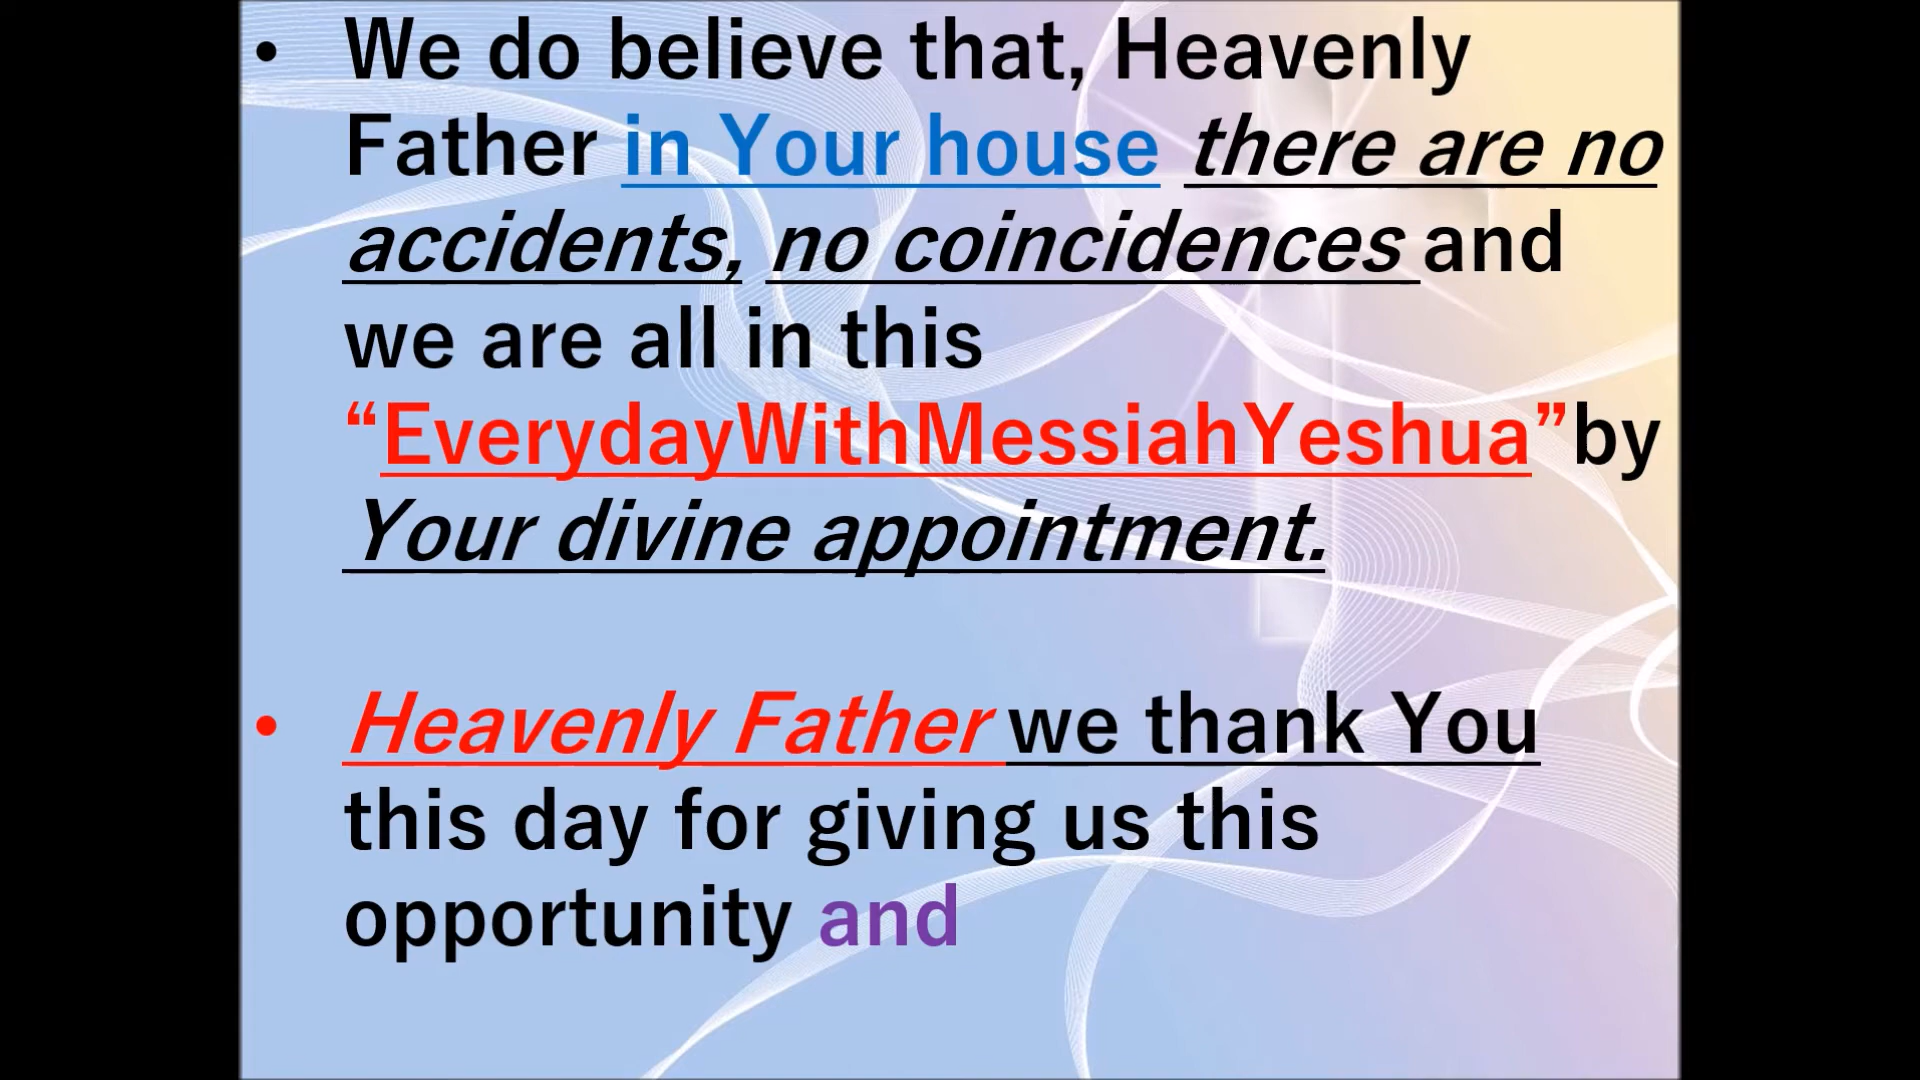 • We do believe that, Heavenly
Father in Your house there are no
accidents, no coincidences and
we are all in this
“EverydayWithMessiahYeshua”by
Your divine appointment.
• Heavenly Father we thank You
this day for giving us this
opportunity and